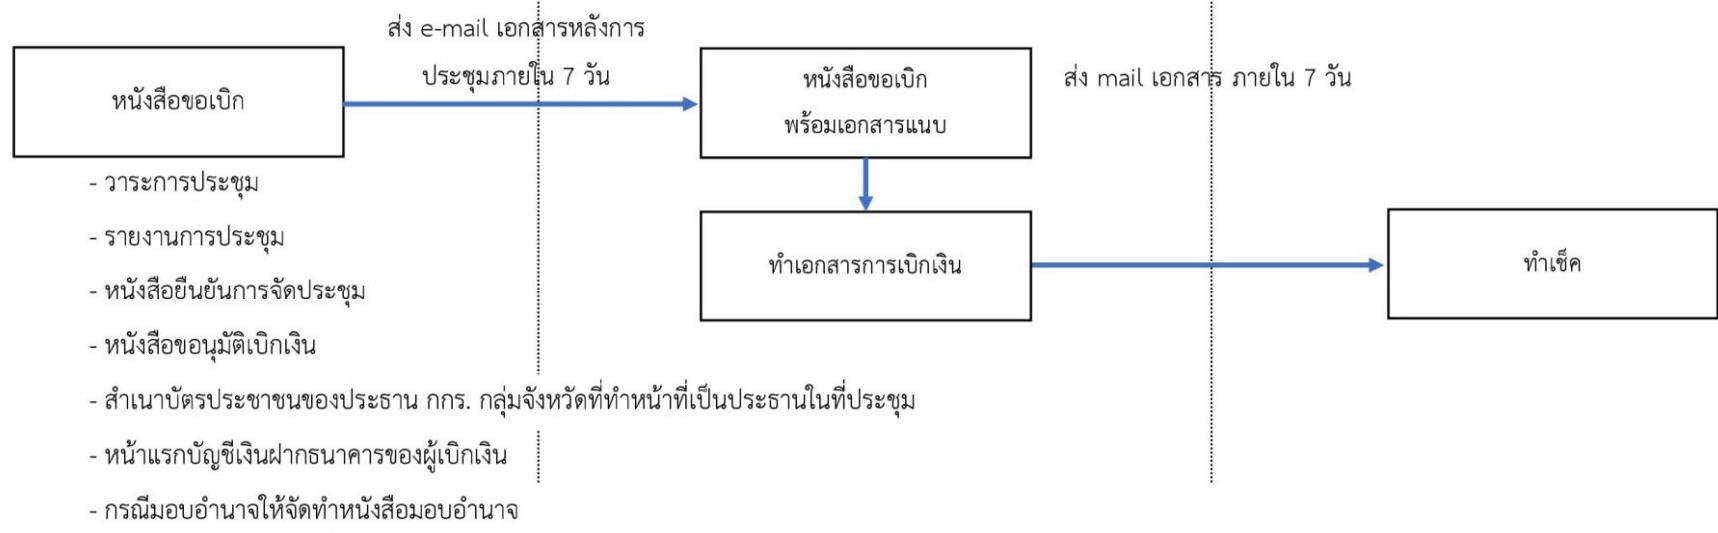 ส่ง e-mail เอกสารหลังการ
ประชุมภายใน 7 วัน
หนังสือขอเบิก
หนังสือขอเบิก
พร้อมเอกสารแนบ
ส่ง mail เอกสาร ภายใน 7 วัน
- วาระการประชุม
- รายงานการประชุม
- หนังสือยืนยันการจัดประชุม
- หนังสือขอนุมัติเบิกเงิน
- สำเนาบัตรประชาชนของประธาน กกร. กลุ่มจังหวัดที่ทำหน้าที่เป็นประธานในที่ประชุม
- หน้าแรกบัญชีเงินฝากธนาคารของผู้เบิกเงิน
- กรณีมอบอำนาจให้จัดทำหนังสือมอบอำนาจ
ทำเอกสารการเบิกเงิน
ทำเช็ค